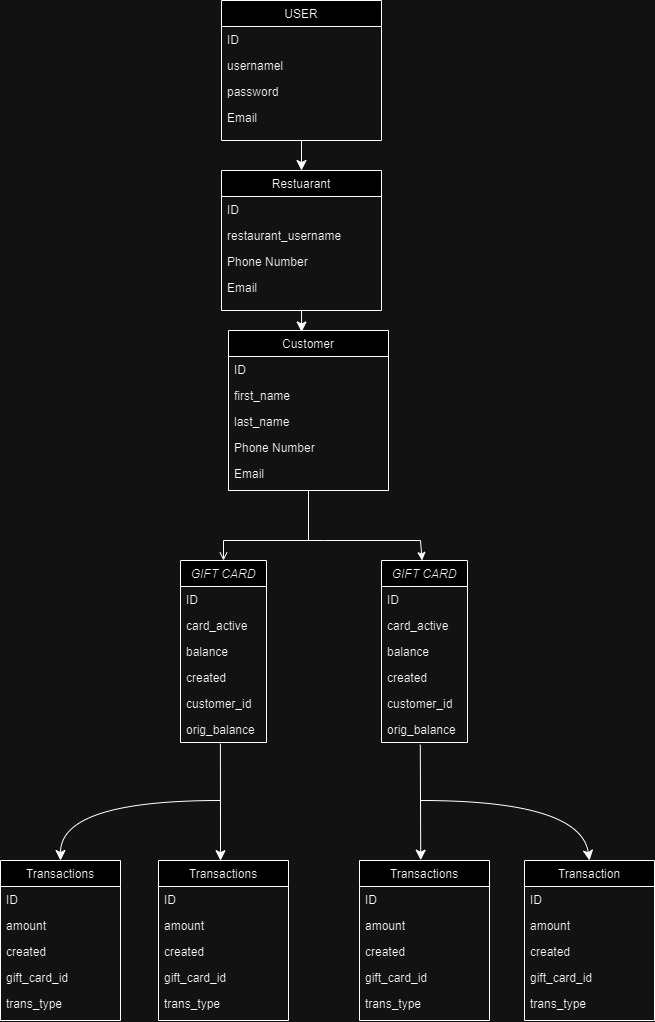 USER
ID
usernamel
password
Email
Restuarant
ID
restaurant_username
Phone Number
Email
Customer
ID
first_name
last_name
Phone Number
Email
GIFT CARD
ID
card_active
balance
created
customer_id
orig_balance
GIFT CARD
ID
card_active
balance
created
customer_id
orig_balance
Transactions
ID
amount
created
gift_card_id
trans_type
Transactions
ID
amount
created
gift_card_id
trans_type
Transactions
ID
amount
created
gift_card_id
trans_type
Transaction
ID
amount
created
gift_card_id
trans_type